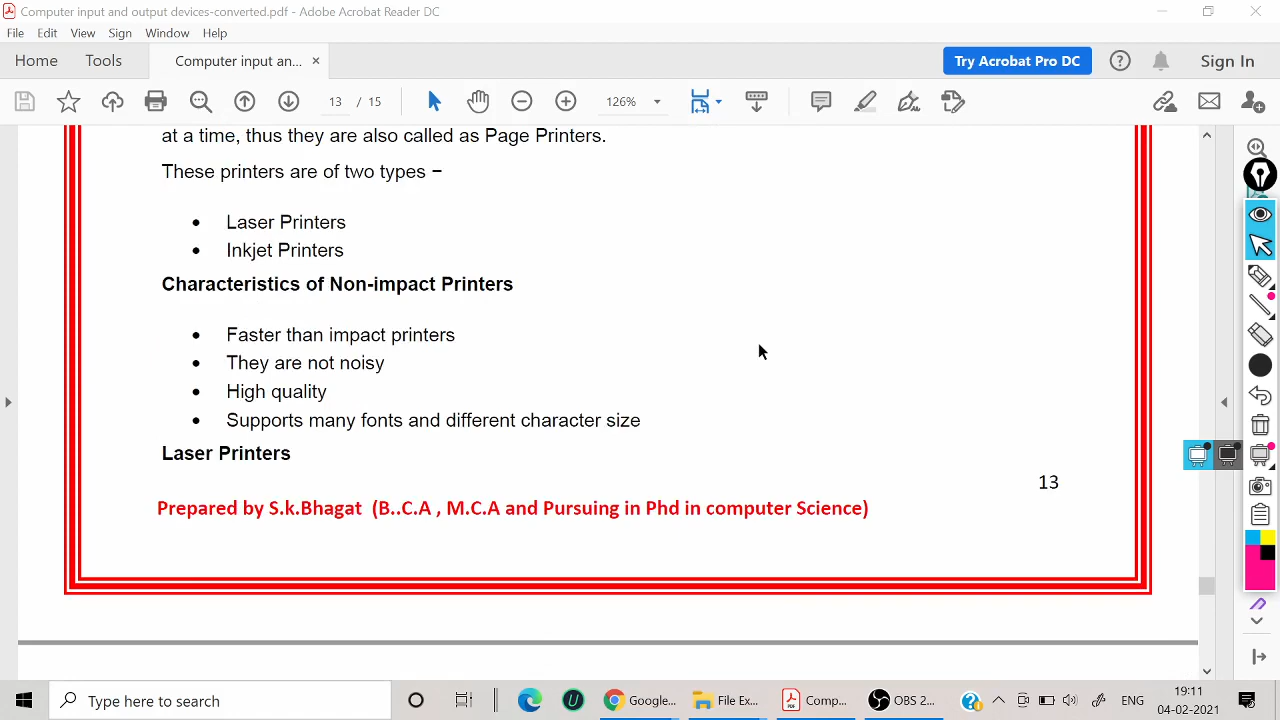 Computer input and output devices-converted.pdf - Adobe Acrobat Reader DC
File Edit View Sign Window Help
Home Tools Computer input an... × Try Acrobat Pro DC Sign In
13 / 15 126%
at a time, thus they are also called as Page Printers.
These printers are of two types −
• Laser Printers
• Inkjet Printers
Characteristics of Non-impact Printers
• Faster than impact printers
• They are not noisy
• High quality
• Supports many fonts and different character size
Laser Printers
13
Prepared by S.k.Bhagat (B..C.A , M.C.A and Pursuing in Phd in computer Science)
Type here to search Google... File Ex... Comp... OBS 2... ENG 19:11
04-02-2021